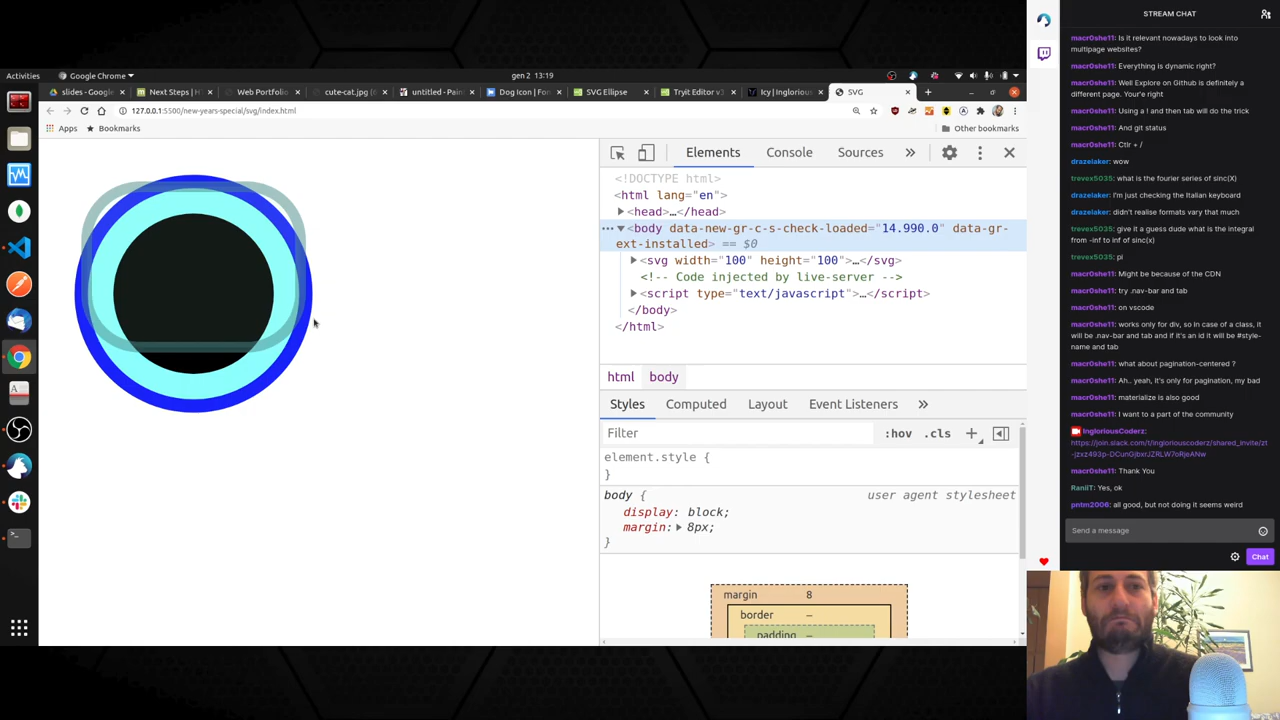 Activities
Google Chrome
gen 2 13:19
slides - Google
Next Steps | H
Web Workshop
cute-cat.jpg (
untitled - Pain
Dog Icon | Foo
SVG Ellipse
Tryit Editor v3
Icy | Inglorious
SVG
127.0.0.1:5500/new-years-special/svg/index.html
Apps
Bookmarks
Other bookmarks
Elements
Console
Sources
<!DOCTYPE html>
<html lang="en">
<head>…</head>
<body data-new-gr-c-s-check-loaded="14.990.0" data-gr-
ext-installed> == $0
<svg width="100" height="100">…</svg>
<!-- Code injected by live-server -->
<script type="text/javascript">…</script>
</body>
</html>
html
body
Styles
Computed
Layout
Event Listeners
Filter
:hov
.cls
element.style {
}
body {
user agent stylesheet
display: block;
margin: 8px;
}
margin
8
border
–
padding
STREAM CHAT
macr0she11: Is it relevant nowadays to look into
multipage websites?
macr0she11: Everything is dynamic right?
macr0she11: Well Explore on Github is definitely a
different page. Your'e right
macr0she11: Using a ! and then tab will do the trick
macr0she11: And git status
macr0she11: Ctlr + /
drazelaker: wow
trevex5035: what is the fourier series of sinc(X)
drazelaker: I'm just checking the Italian keyboard
drazelaker: didn't realise formats vary that much
trevex5035: give it a guess dude what is the integral
from -inf to inf of sinc(x)
trevex5035: pi
macr0she11: Might be because of the CDN
macr0she11: try .nav-bar and tab
macr0she11: on vscode
macr0she11: works only for div, so in case of a class, it
will be .nav-bar and tab and if it's an id it will be #style-
name and tab
macr0she11: what about pagination-centered ?
macr0she11: Ah.. yeah, it's only for pagination, my bad
macr0she11: materialize is also good
macr0she11: I want to a part of the community
IngloriousCoderz:
macr0she11: Thank You
RaniiT: Yes, ok
pntm2006: all good, but not doing it seems weird
Send a message
Chat